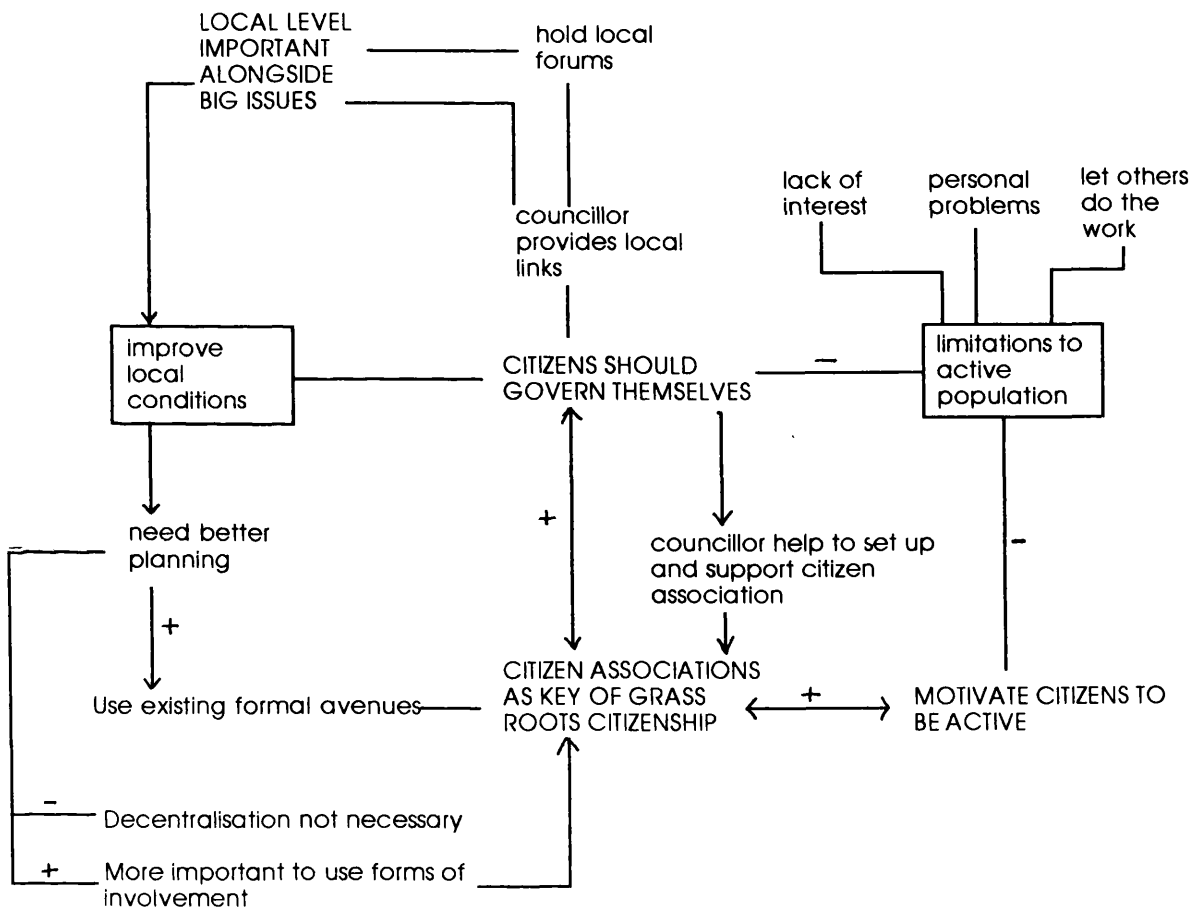 LOCAL LEVEL
IMPORTANT
ALONGSIDE
BIG ISSUES
hold local
forums
councillor
provides local
links
lack of
interest
personal
problems
let others
do the
work
improve
local
conditions
CITIZENS SHOULD
GOVERN THEMSELVES
−
limitations to
active
population
need better
planning
−
+
+
councillor help to set up
and support citizen
association
−
Use existing formal avenues
CITIZEN ASSOCIATIONS
AS KEY OF GRASS
ROOTS CITIZENSHIP
+
MOTIVATE CITIZENS TO
BE ACTIVE
−
Decentralisation not necessary
+
More important to use forms of
involvement